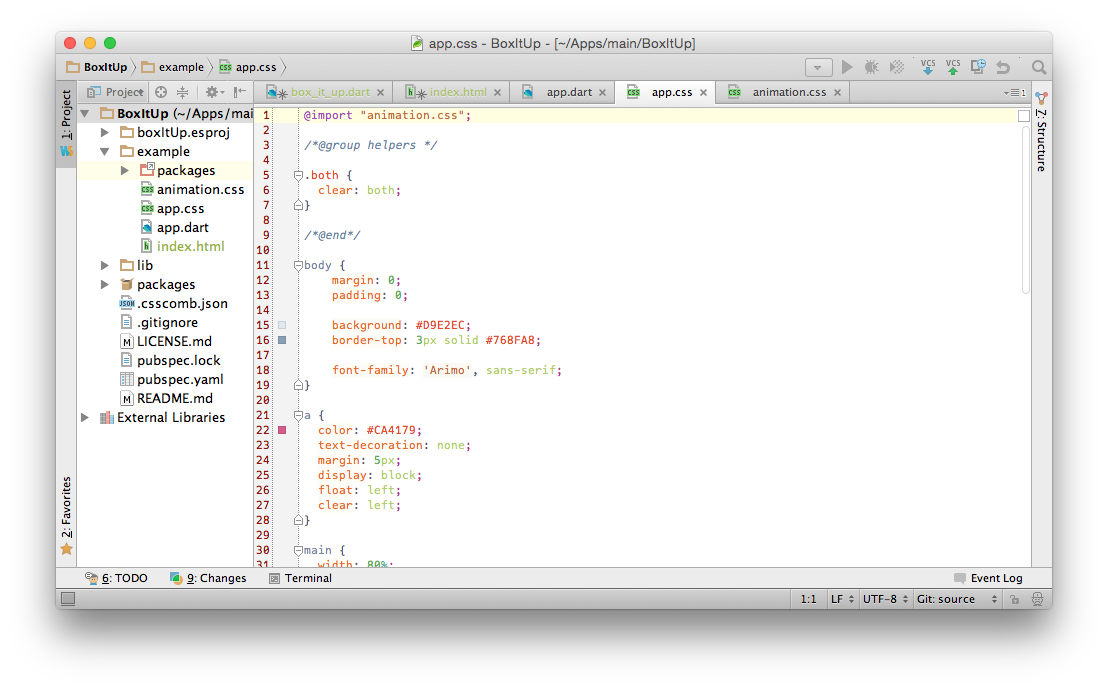 app.css - BoxItUp - [~/Apps/main/BoxItUp]
BoxItUp example app.css
VCS VCS
1: Project
Project
box_it_up.dart index.html app.dart app.css animation.css
1
7: Structure
BoxItUp (~/Apps/mai
boxItUp.esproj
example
packages
animation.css
app.css
app.dart
index.html
lib
packages
.csscomb.json
.gitignore
LICENSE.md
pubspec.lock
pubspec.yaml
README.md
External Libraries
1 @import "animation.css";
2
3 /*@group helpers */
4
5 .both {
6 clear: both;
7 }
8
9 /*@end*/
10
11 body {
12 margin: 0;
13 padding: 0;
14
15 background: #D9E2EC;
16 border-top: 3px solid #768FA8;
17
18 font-family: 'Arimo', sans-serif;
19 }
20
21 a {
22 color: #CA4179;
23 text-decoration: none;
24 margin: 5px;
25 display: block;
26 float: left;
27 clear: left;
28 }
29
30 main {
31 width: 80%;
2: Favorites
6: TODO 9: Changes Terminal Event Log
1:1 LF UTF-8 Git: source